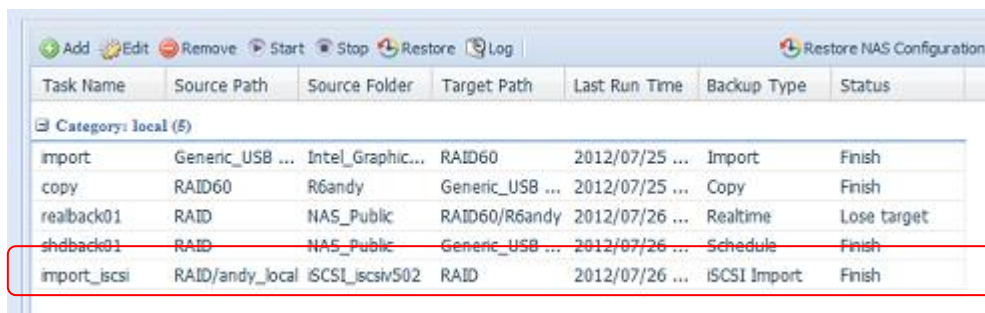 Add Edit Remove Start Stop Restore Log Restore NAS Configuration
Task Name Source Path Source Folder Target Path Last Run Time Backup Type Status
Category: local (5)
import Generic_USB ... Intel_Graphic... RAID60 2012/07/25 ... Import Finish
copy RAID60 R6andy Generic_USB ... 2012/07/25 ... Copy Finish
realback01 RAID NAS_Public RAID60/R6andy 2012/07/26 ... Realtime Lose target
shdback01 RAID NAS_Public Generic_USB ... 2012/07/26 ... Schedule Finish
import_iscsi RAID/andy_local iSCSI_iscsiv502 RAID 2012/07/26 ... iSCSI Import Finish